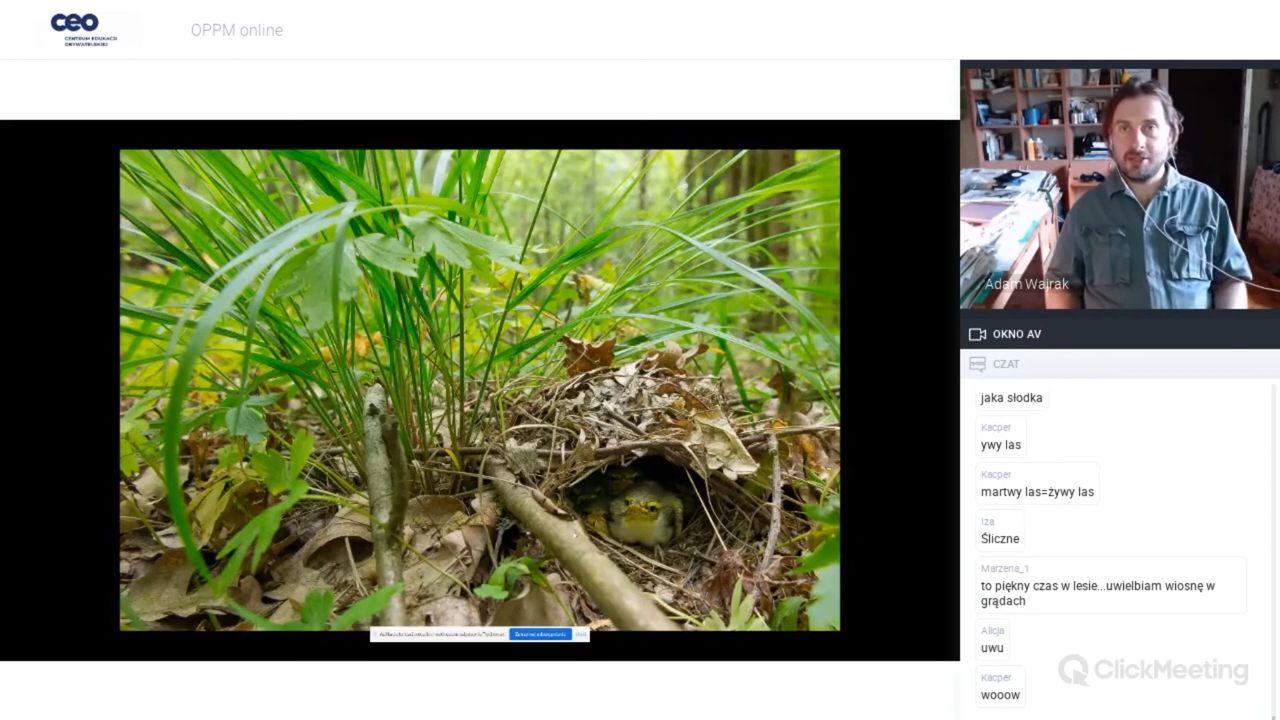 ceo
CENTRUM EDUKACJI
OBYWATELSKIEJ
OPPM online
Adam Wajrak
OKNO AV
CZAT
jaka słodka
Kacper
ywy las
Kacper
martwy las=żywy las
Iza
Śliczne
Marzena_1
to piękny czas w lesie...uwielbiam wiosnę w
grądach
Alicja
uwu
Kacper
wooow
ClickMeeting